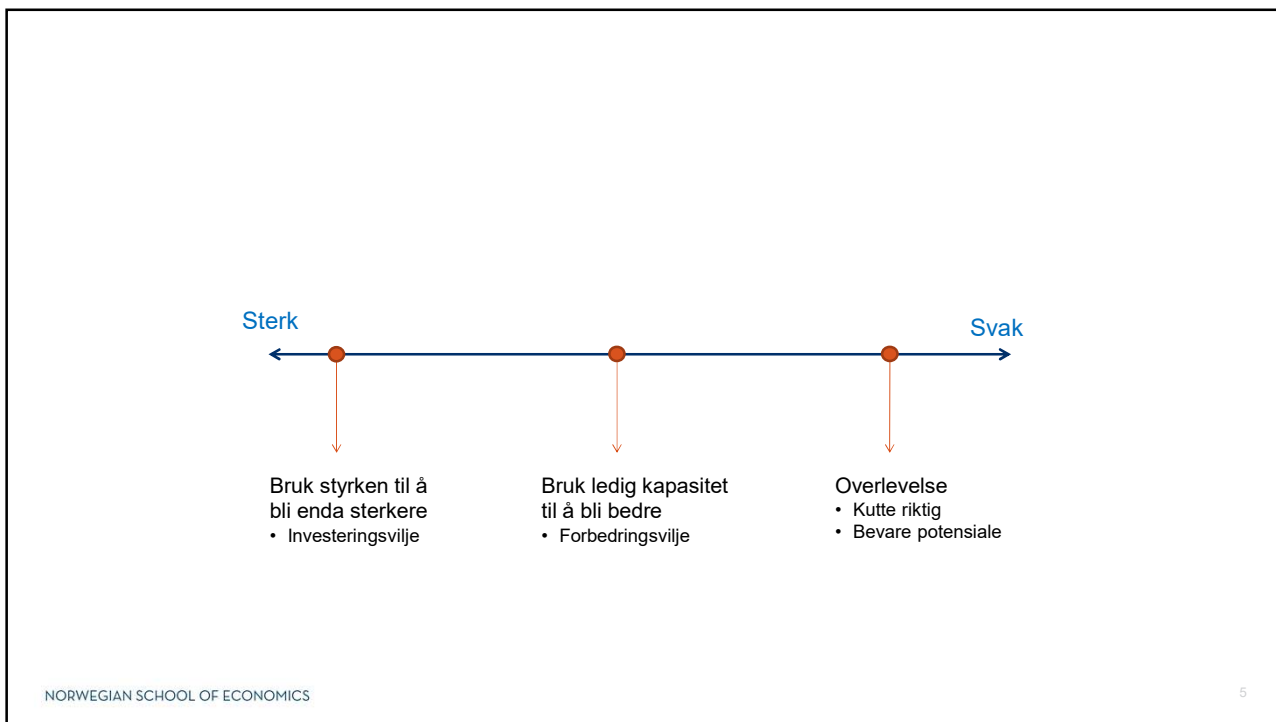 Sterk
Svak
Bruk styrken til å
bli enda sterkere
• Investeringsvilje
Bruk ledig kapasitet
til å bli bedre
• Forbedringsvilje
Overlevelse
• Kutte riktig
• Bevare potensiale
NORWEGIAN SCHOOL OF ECONOMICS
5